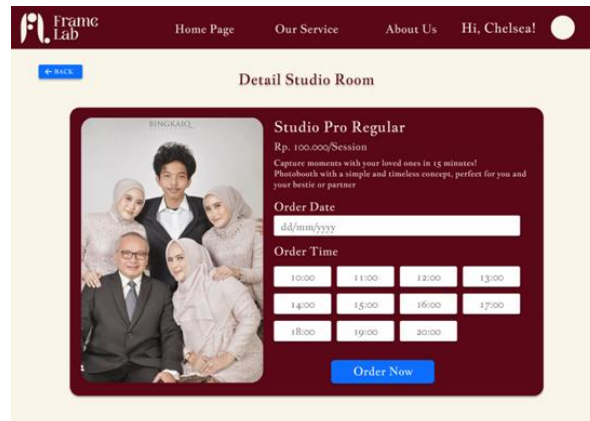 Frame
Lab
Home Page
Our Service
About Us
Hi, Chelsea!
← BACK
Detail Studio Room
BINGKAIQ
Studio Pro Regular
Rp. 100.000/Session
Capture moments with your loved ones in 15 minutes!
Photobooth with a simple and timeless concept, perfect for you and
your bestie or partner
Order Date
dd/mm/yyyy
Order Time
10:00 11:00 12:00 13:00
14:00 15:00 16:00 17:00
18:00 19:00 20:00
Order Now